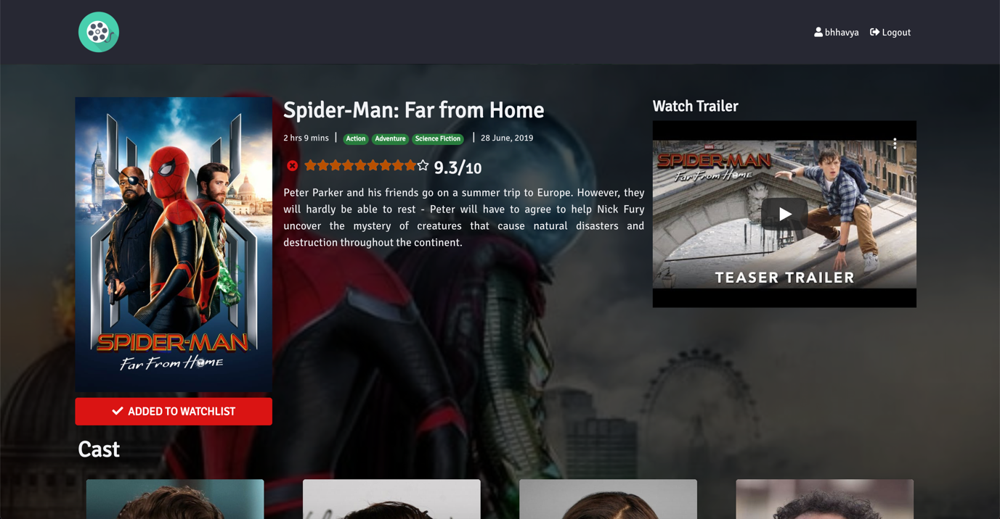 bhhavya
Logout
Spider-Man: Far from Home
2 hrs 9 mins | Action Adventure Science Fiction | 28 June, 2019
9.3/10
Peter Parker and his friends go on a summer trip to Europe. However, they
will hardly be able to rest - Peter will have to agree to help Nick Fury
uncover the mystery of creatures that cause natural disasters and
destruction throughout the continent.
Watch Trailer
MARVEL STUDIOS
SPIDER-MAN
Far From Home
TEASER TRAILER
SPIDER-MAN
Far From Home
ADDED TO WATCHLIST
Cast